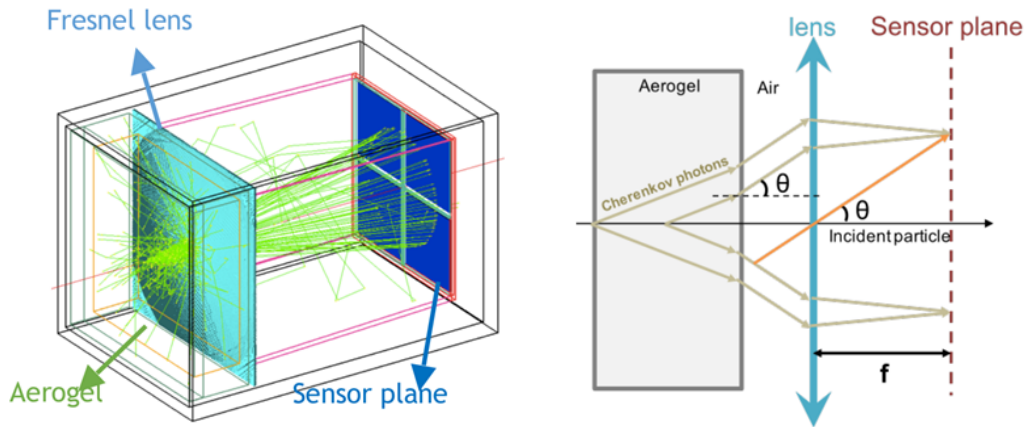 Fresnel lens
Aerogel
Sensor plane
lens
Sensor plane
Aerogel
Air
Cherenkov photons
θ
θ
Incident particle
f